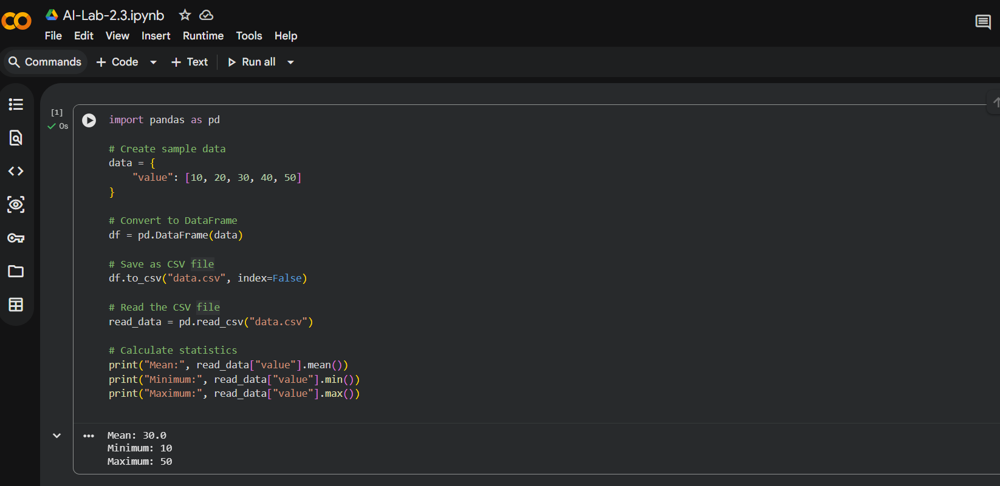 AI-Lab-2.3.ipynb
File Edit View Insert Runtime Tools Help
Commands + Code + Text Run all
[1]
0s
import pandas as pd
# Create sample data
data = {
    "value": [10, 20, 30, 40, 50]
}
# Convert to DataFrame
df = pd.DataFrame(data)
# Save as CSV file
df.to_csv("data.csv", index=False)
# Read the CSV file
read_data = pd.read_csv("data.csv")
# Calculate statistics
print("Mean:", read_data["value"].mean())
print("Minimum:", read_data["value"].min())
print("Maximum:", read_data["value"].max())
Mean: 30.0
Minimum: 10
Maximum: 50